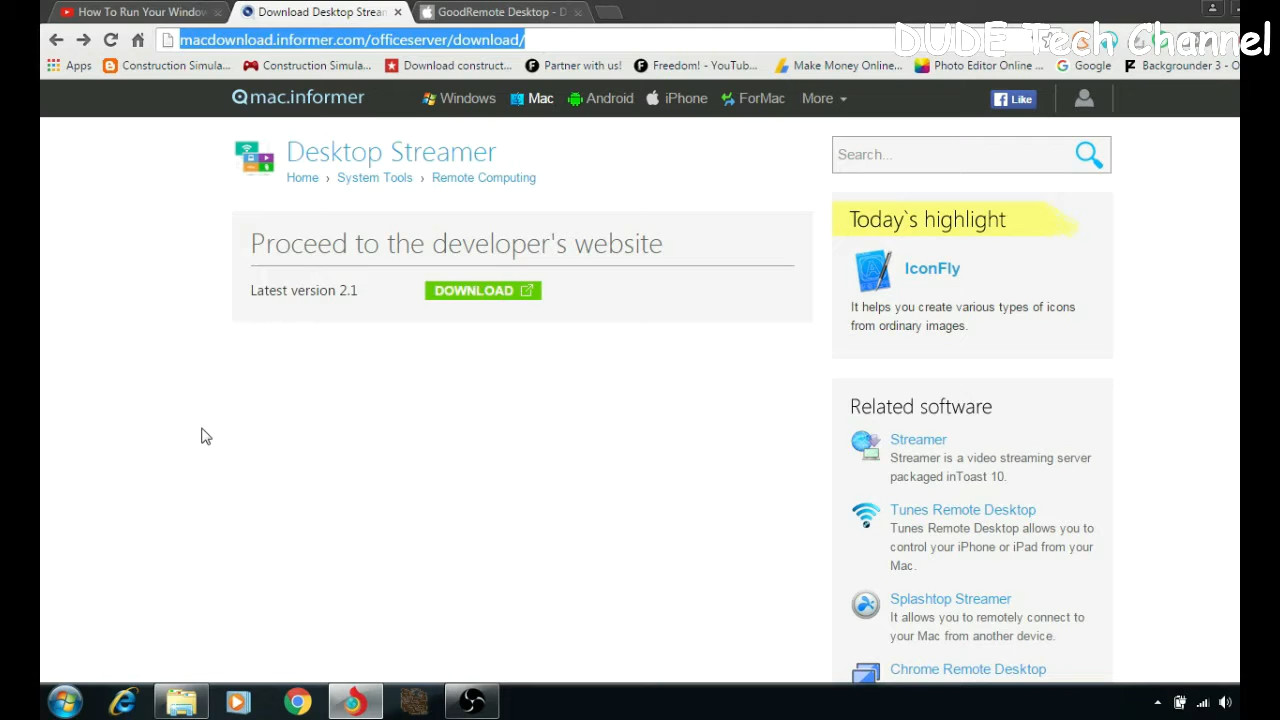 How To Run Your Window
Download Desktop Strean
GoodRemote Desktop - D
macdownload.informer.com/officeserver/download/
DUDE Tech Channel
Apps
Construction Simula...
Construction Simula...
Download construct...
Partner with us!
Freedom! - YouTub...
Make Money Online...
Photo Editor Online ...
Google
Backgrounder 3 - O
mac.informer
Windows
Mac
Android
iPhone
ForMac
More
Like
Desktop Streamer
Home › System Tools › Remote Computing
Proceed to the developer's website
Latest version 2.1
DOWNLOAD
Search...
Today`s highlight
IconFly
It helps you create various types of icons
from ordinary images.
Related software
Streamer
Streamer is a video streaming server
packaged inToast 10.
Tunes Remote Desktop
Tunes Remote Desktop allows you to
control your iPhone or iPad from your
Mac.
Splashtop Streamer
It allows you to remotely connect to
your Mac from another device.
Chrome Remote Desktop